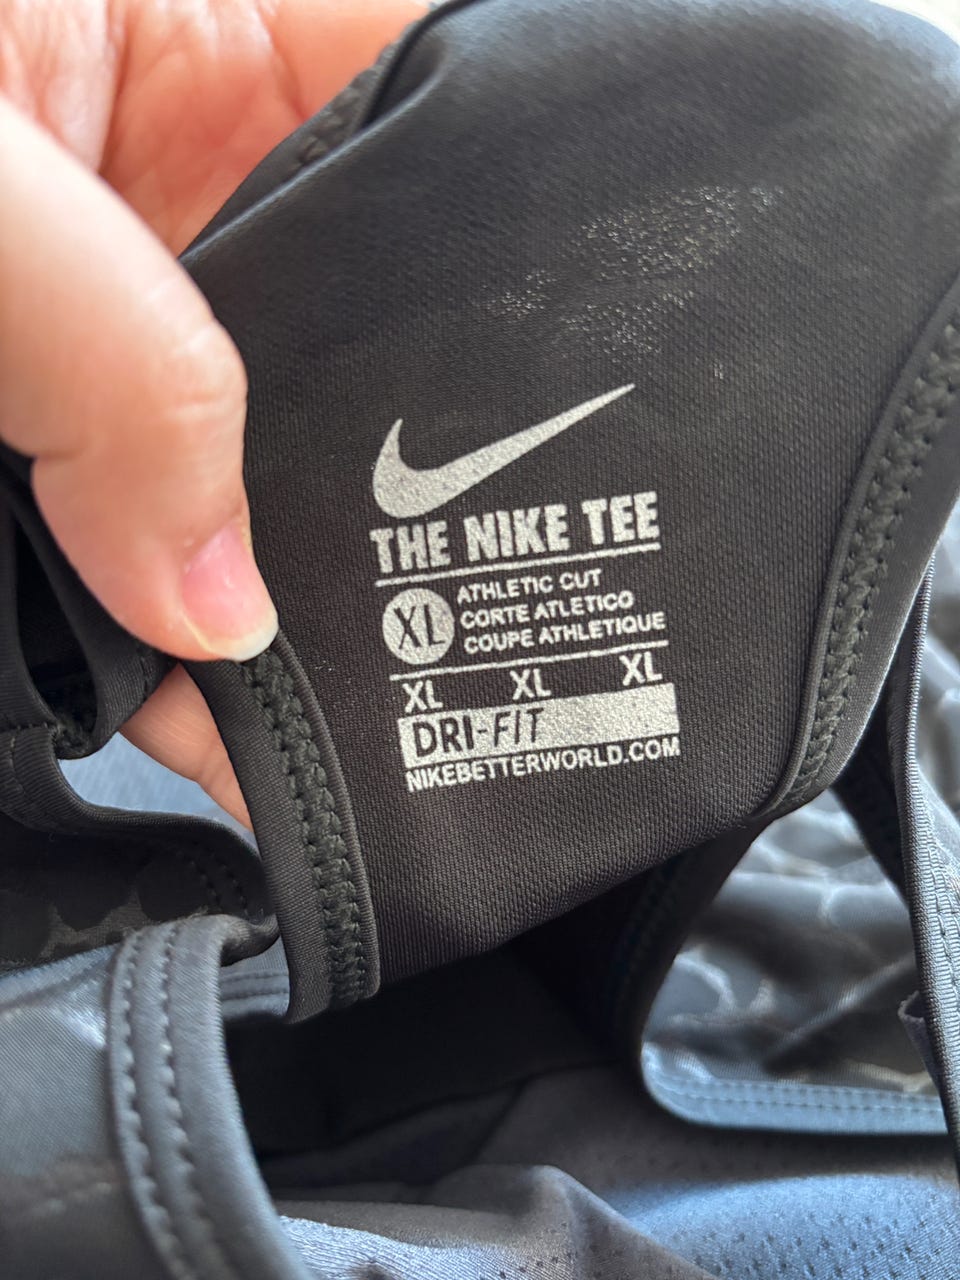 THE NIKE TEE
XL
ATHLETIC CUT
CORTE ATLETICO
COUPE ATHLETIQUE
XL XL XL
DRI-FIT
NIKEBETTERWORLD.COM